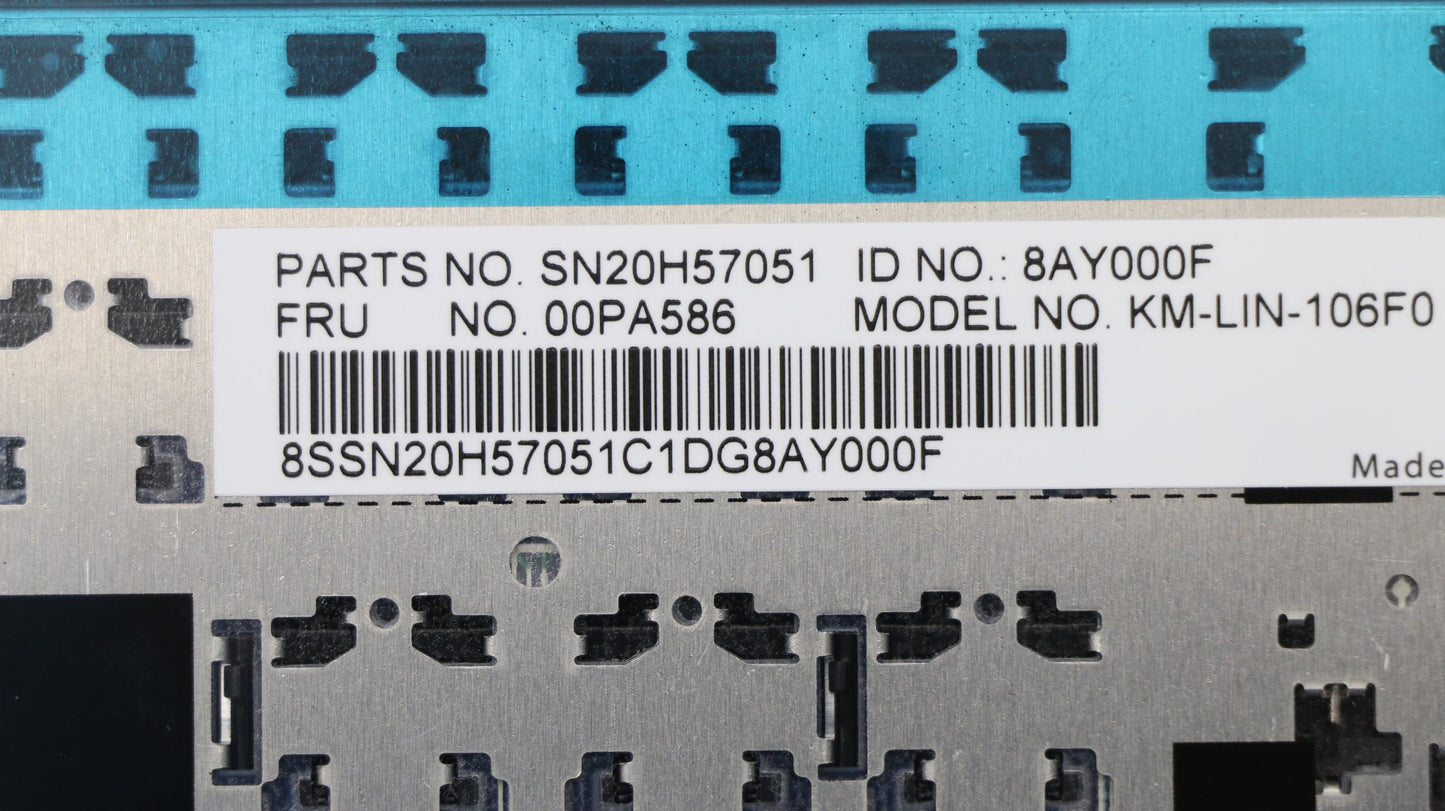 PARTS NO. SN20H57051 ID NO.: 8AY000F
FRU NO. 00PA586 MODEL NO. KM-LIN-106F0
8SSN20H57051C1DG8AY000F
Made